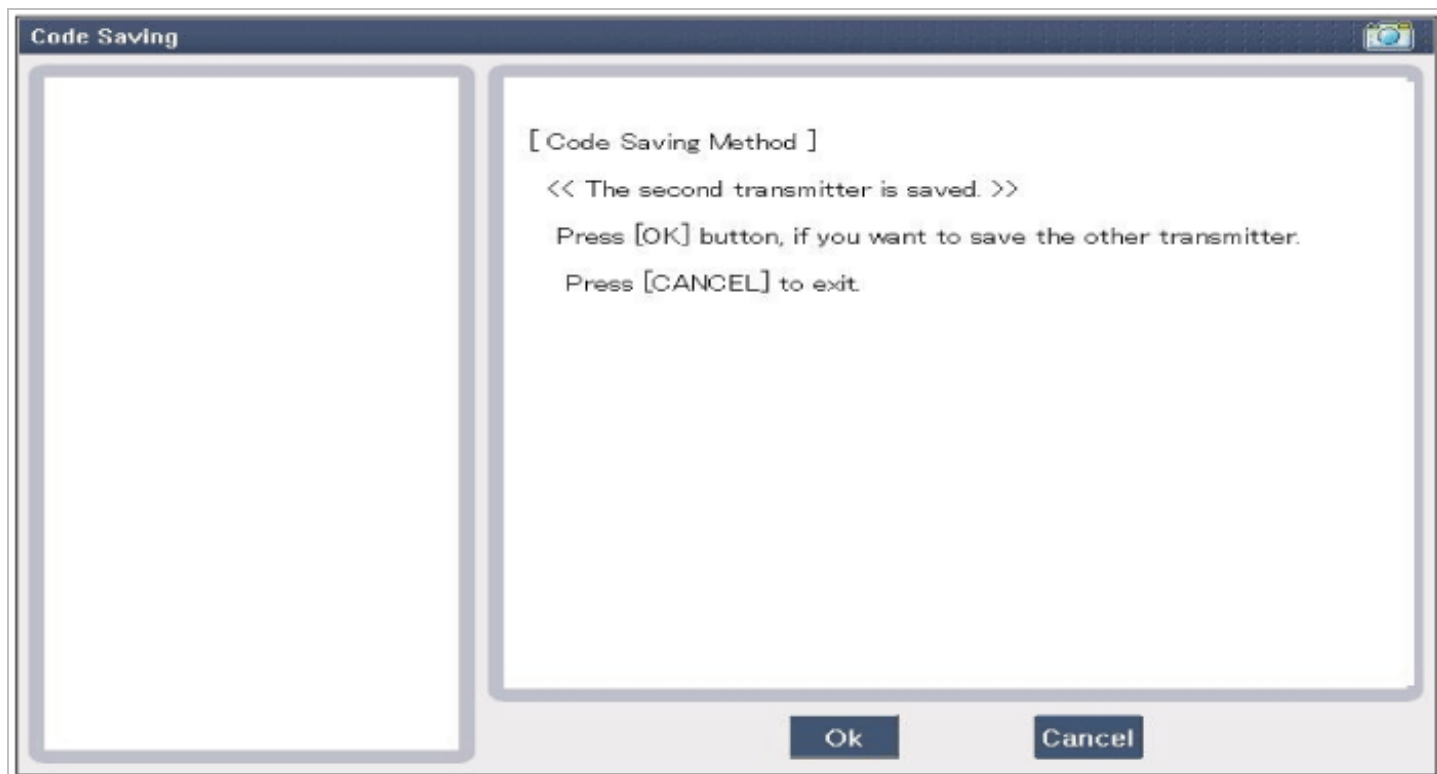 Code Saving
[ Code Saving Method ]
<< The second transmitter is saved. >>
Press [OK] button, if you want to save the other transmitter.
Press [CANCEL] to exit.
Ok
Cancel